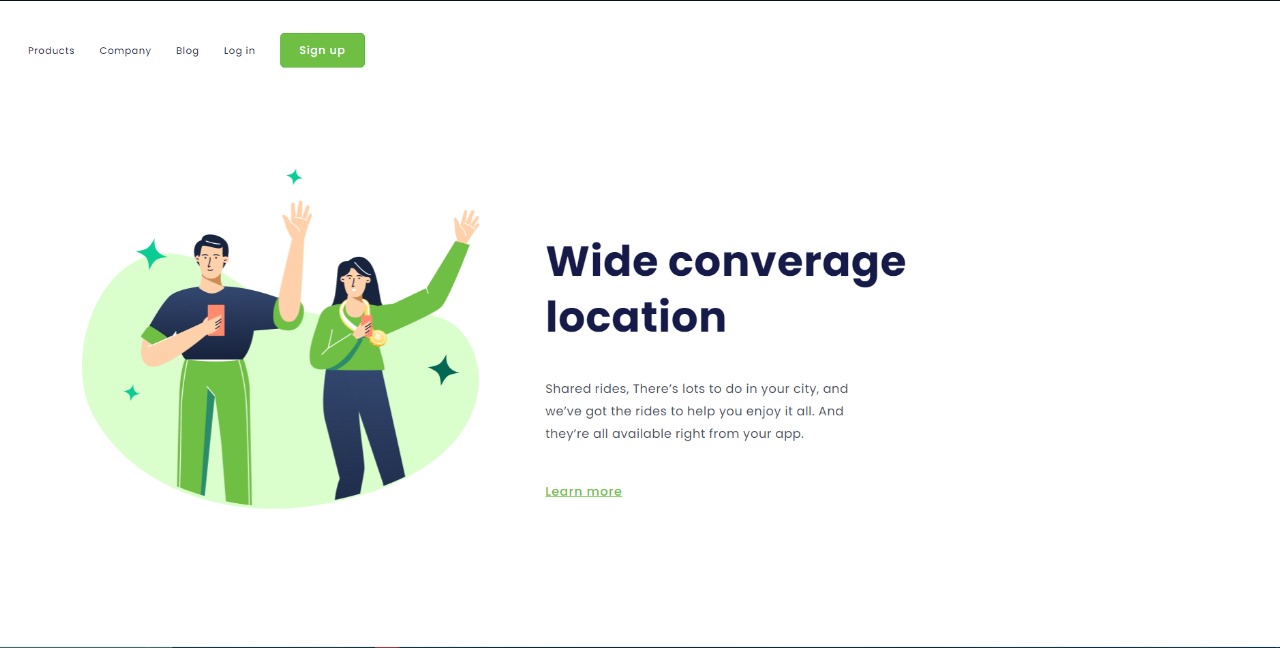 Products Company Blog Log in Sign up
Wide converage
location
Shared rides, There’s lots to do in your city, and
we’ve got the rides to help you enjoy it all. And
they’re all available right from your app.
Learn more